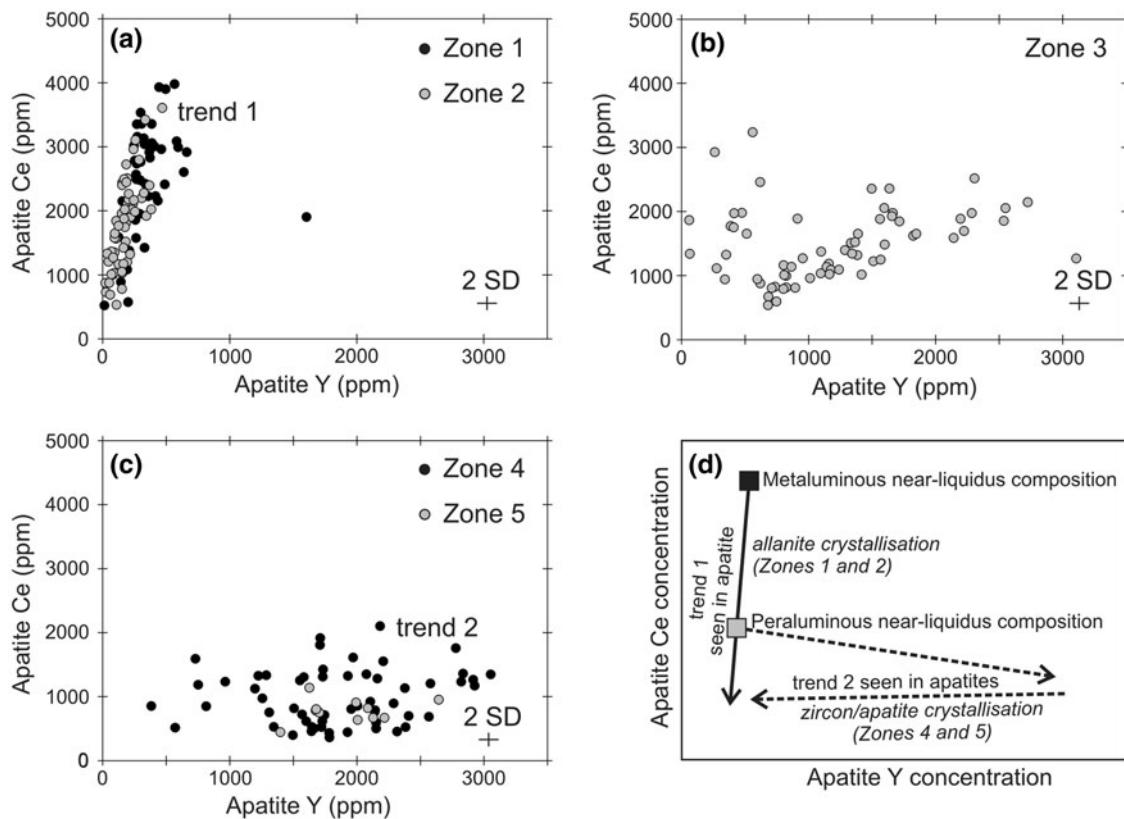 (a)
Zone 1
Zone 2
trend 1
2 SD
5000
4000
3000
2000
1000
0
Apatite Ce (ppm)
0 1000 2000 3000
Apatite Y (ppm)
(b)
Zone 3
2 SD
5000
4000
3000
2000
1000
0
Apatite Ce (ppm)
0 1000 2000 3000
Apatite Y (ppm)
(c)
Zone 4
Zone 5
trend 2
2 SD
5000
4000
3000
2000
1000
0
Apatite Ce (ppm)
0 1000 2000 3000
Apatite Y (ppm)
(d)
Metaluminous near-liquidus composition
trend 1
seen in apatite
allanite crystallisation
(Zones 1 and 2)
Peraluminous near-liquidus composition
trend 2 seen in apatites
zircon/apatite crystallisation
(Zones 4 and 5)
Apatite Ce concentration
Apatite Y concentration